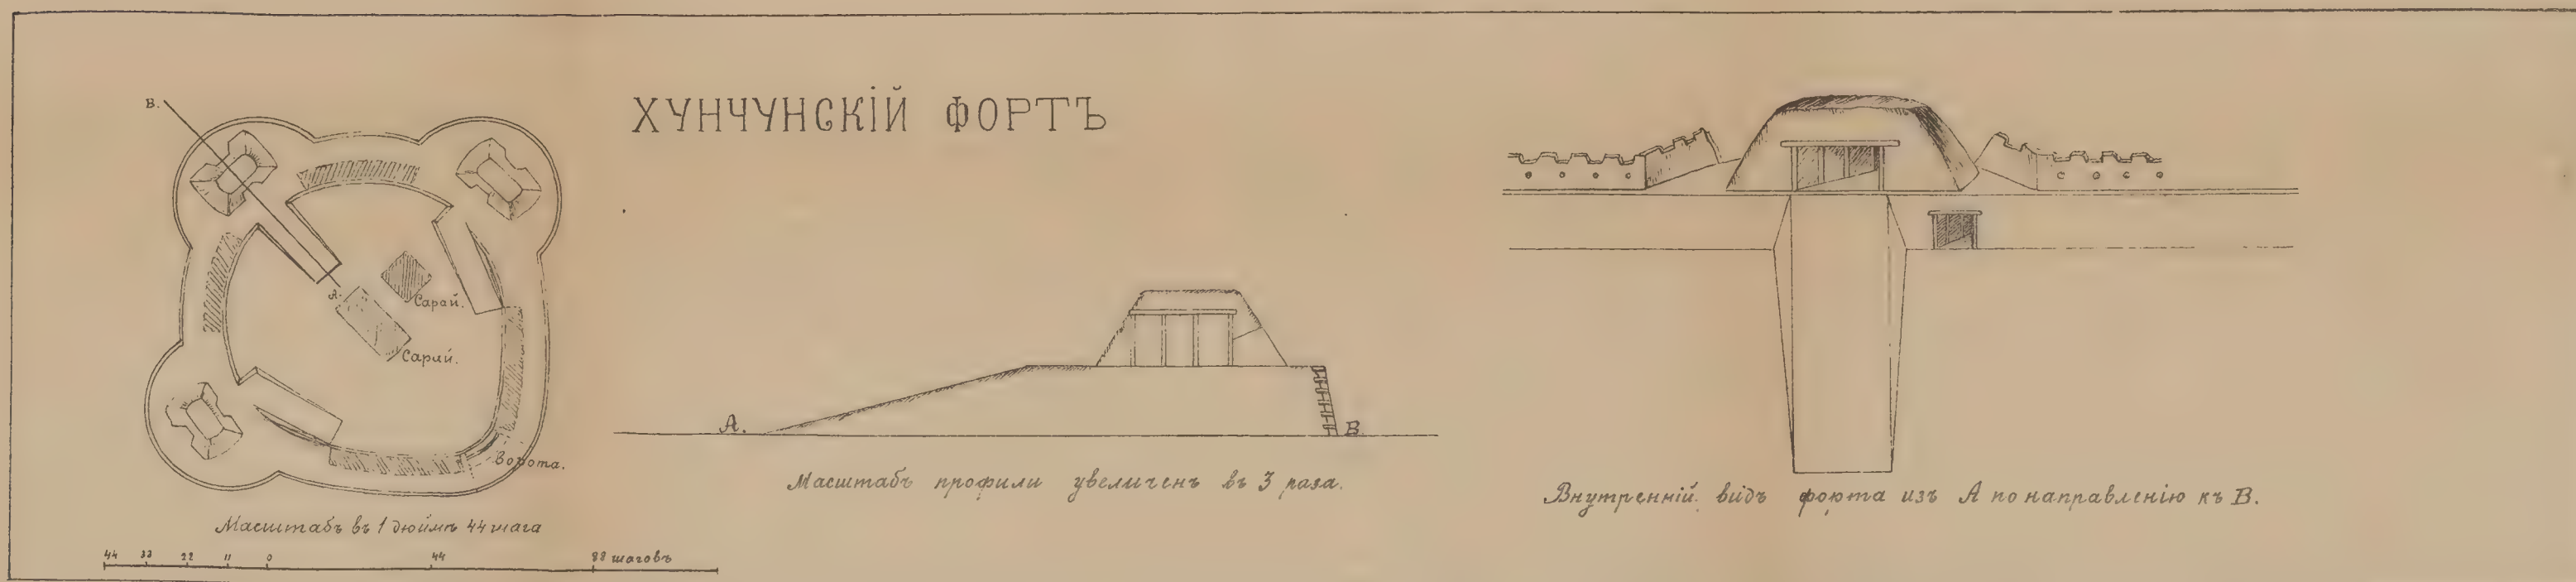 ХУНЧУНСКІЙ ФОРТЪ
В.
А.
Сарай.
Сарай.
Ворота.
Масштабъ въ 1 дюймѣ 44 шага
44 33 22 11 0 44 88 шаговъ
А. В.
Масштабъ профили увеличенъ въ 3 раза.
Внутренній видъ форта изъ А по направленію къ В.